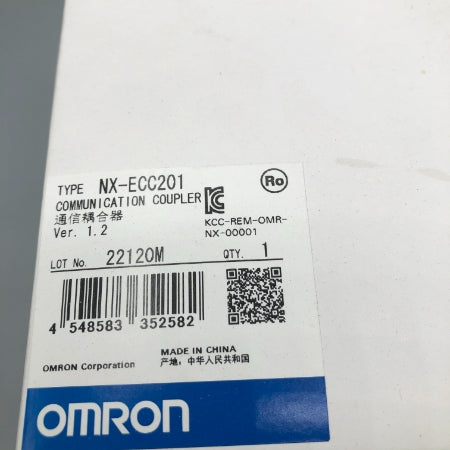 TYPE NX-ECC201
Ro
COMMUNICATION COUPLER
通信耦合器
KCC-REM-OMR-
NX-00001
Ver. 1.2
LOT No. 22120M
QTY. 1
4 548583 352582
MADE IN CHINA
OMRON Corporation
产地: 中华人民共和国
OMRON